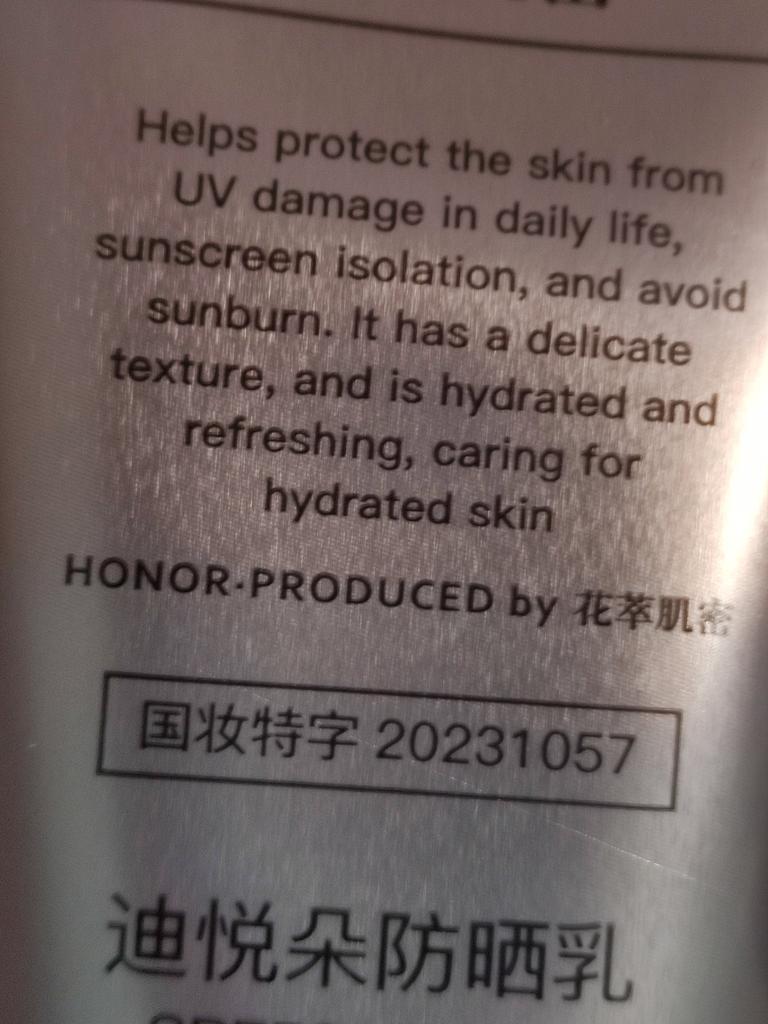 Helps protect the skin from
UV damage in daily life,
sunscreen isolation, and avoid
sunburn. It has a delicate
texture, and is hydrated and
refreshing, caring for
hydrated skin
HONOR·PRODUCED by 花萃肌密
国妆特字 20231057
迪悦朵防晒乳